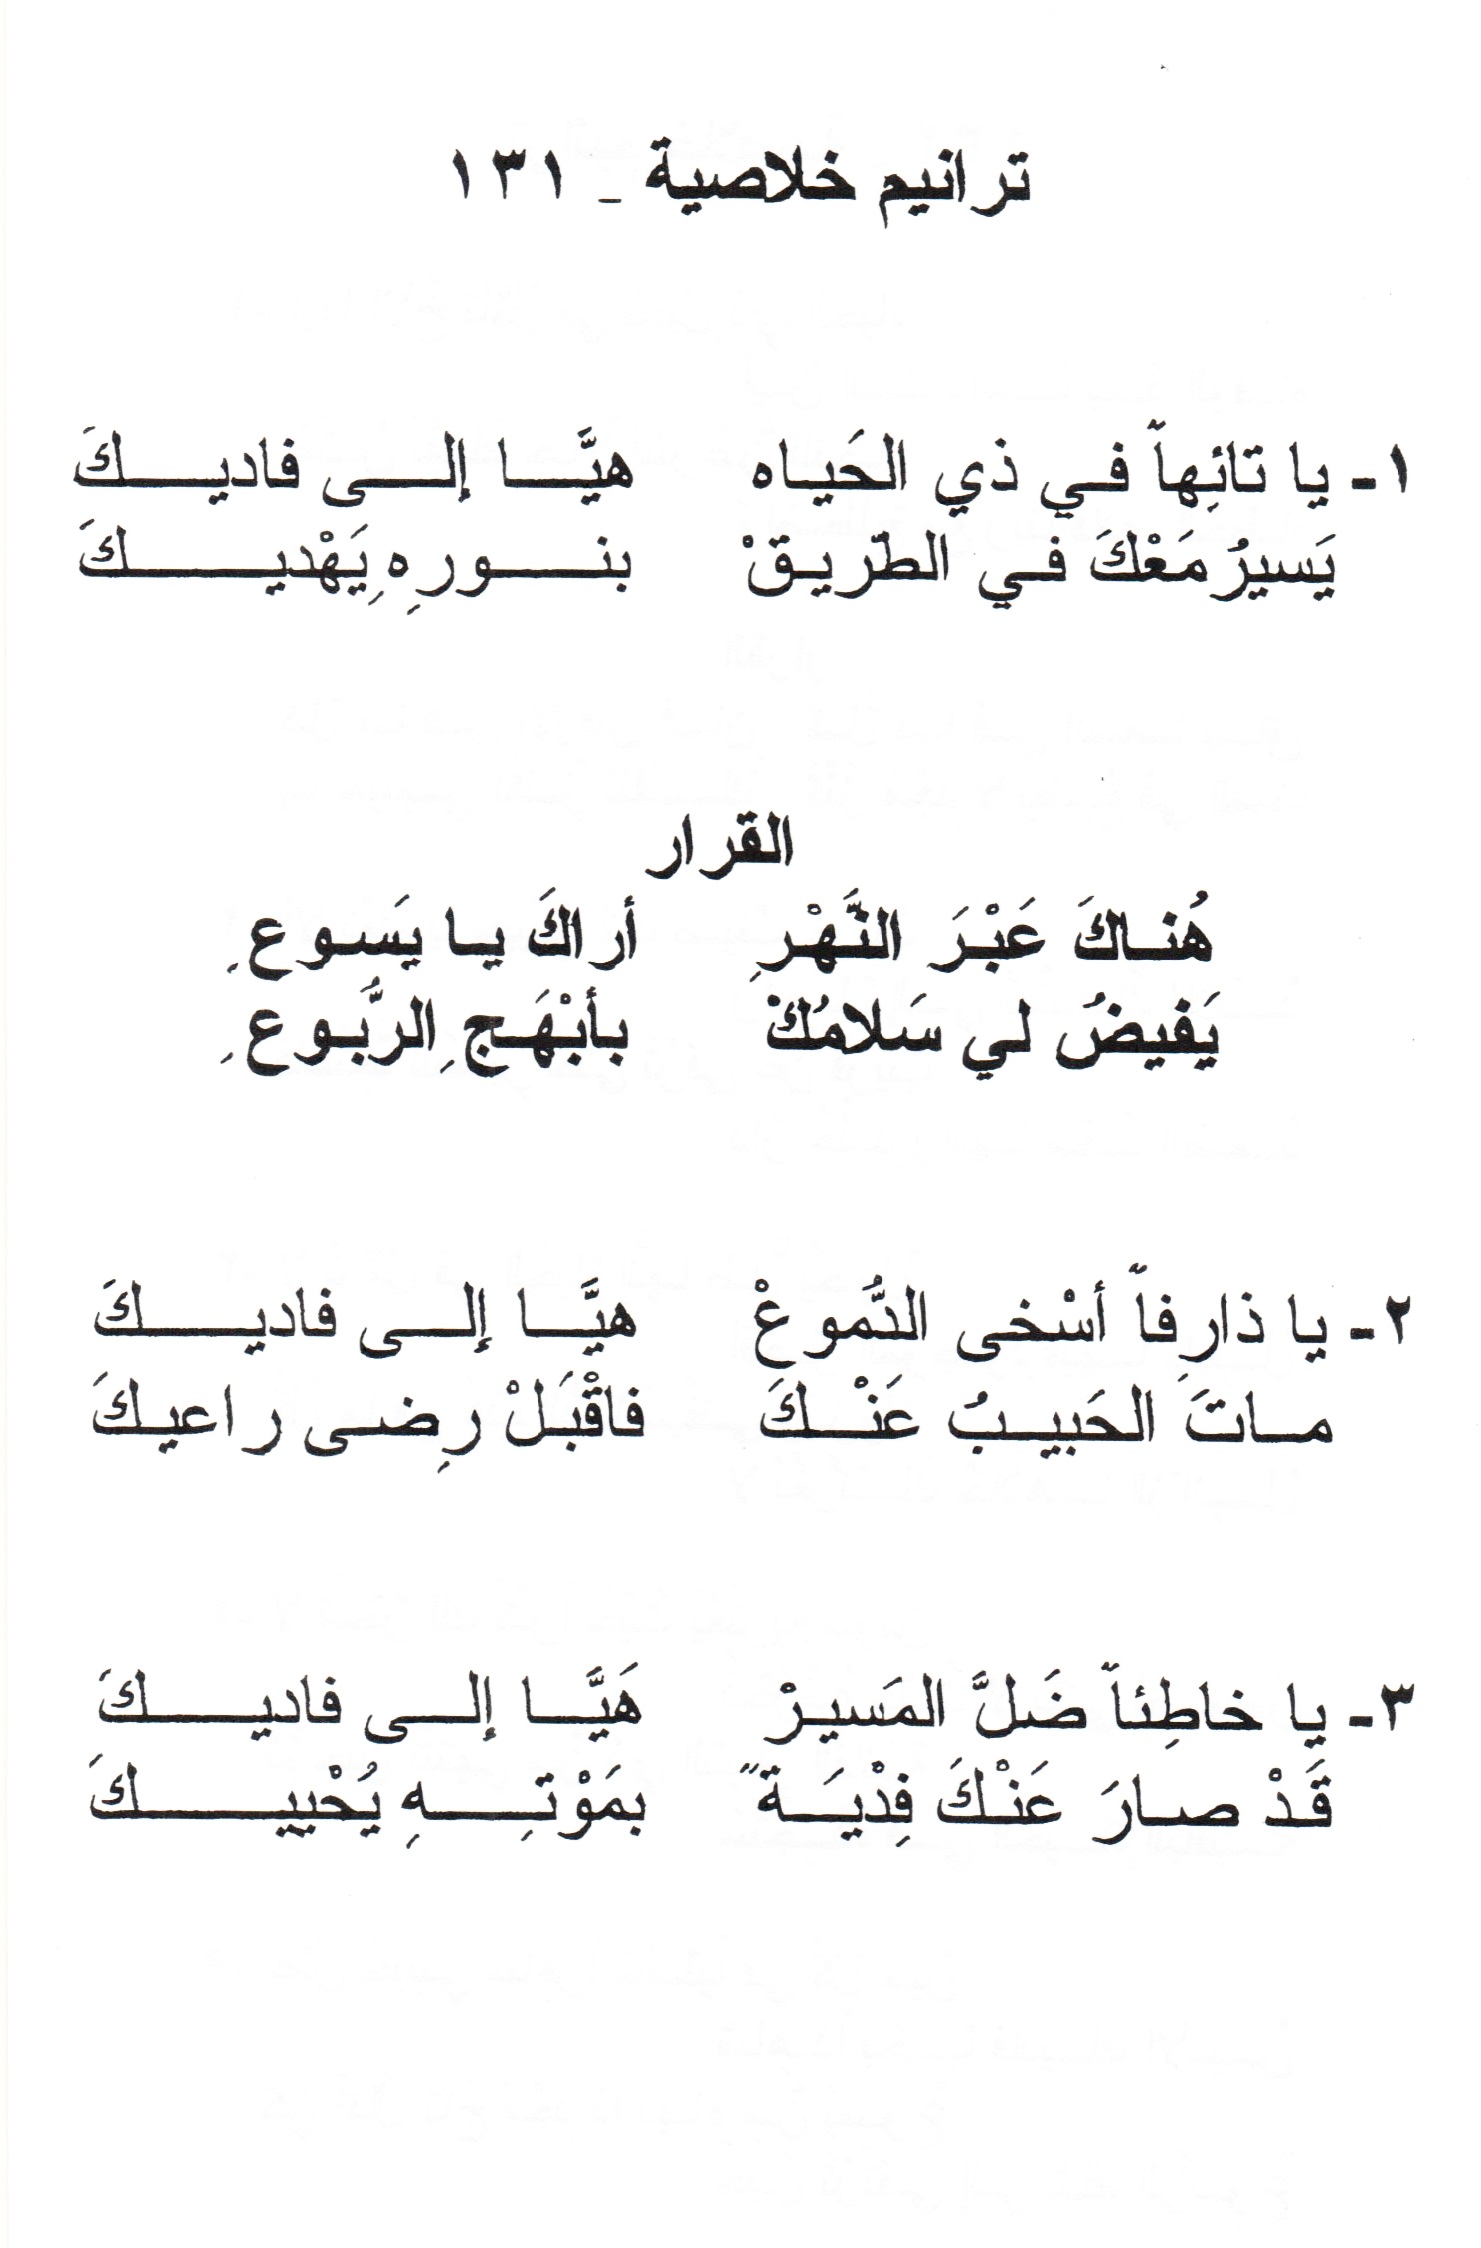 ترانيم خلاصية - ١٣١
١- يا تائِهاً في ذي الحَياه هيَّا إلى فاديكَ
يَسيرُ مَعْكَ في الطّريقْ بنورِهِ يَهْديكَ
القرار
هُناكَ عَبْرَ النَّهْرِ أراكَ يا يَسوعِ
يَفيضُ لي سَلامُكْ بأبْهَجِ الرُّبوعِ
٢- يا ذارِفاً أسْخى الدُّموعْ هيَّا إلى فاديكَ
ماتَ الحَبيبُ عَنْكَ فاقْبَلْ رِضى راعيكَ
٣- يا خاطِئاً ضَلَّ المَسيرْ هَيَّا إلى فاديكَ
قَدْ صارَ عَنْكَ فِدْيَةً بمَوْتِهِ يُحْييكَ